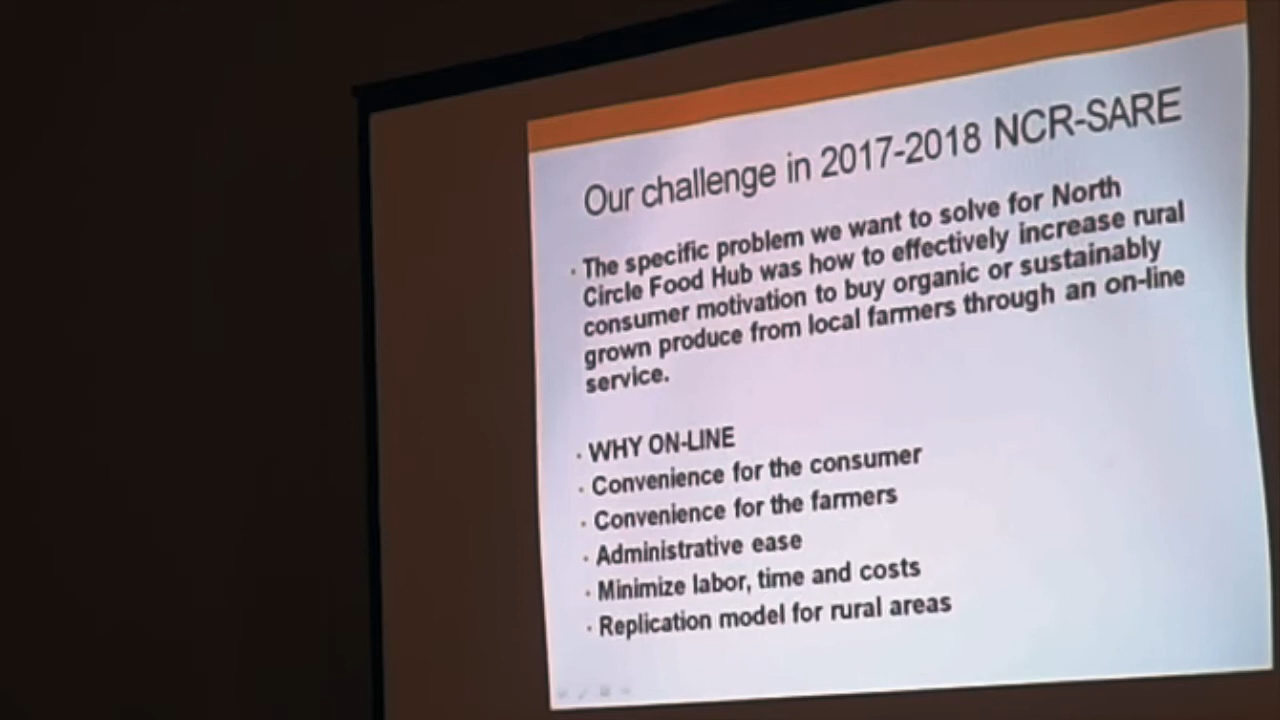 Our challenge in 2017-2018 NCR-SARE
· The specific problem we want to solve for North
Circle Food Hub was how to effectively increase rural
consumer motivation to buy organic or sustainably
grown produce from local farmers through an on-line
service.
· WHY ON-LINE
· Convenience for the consumer
· Convenience for the farmers
· Administrative ease
· Minimize labor, time and costs
· Replication model for rural areas